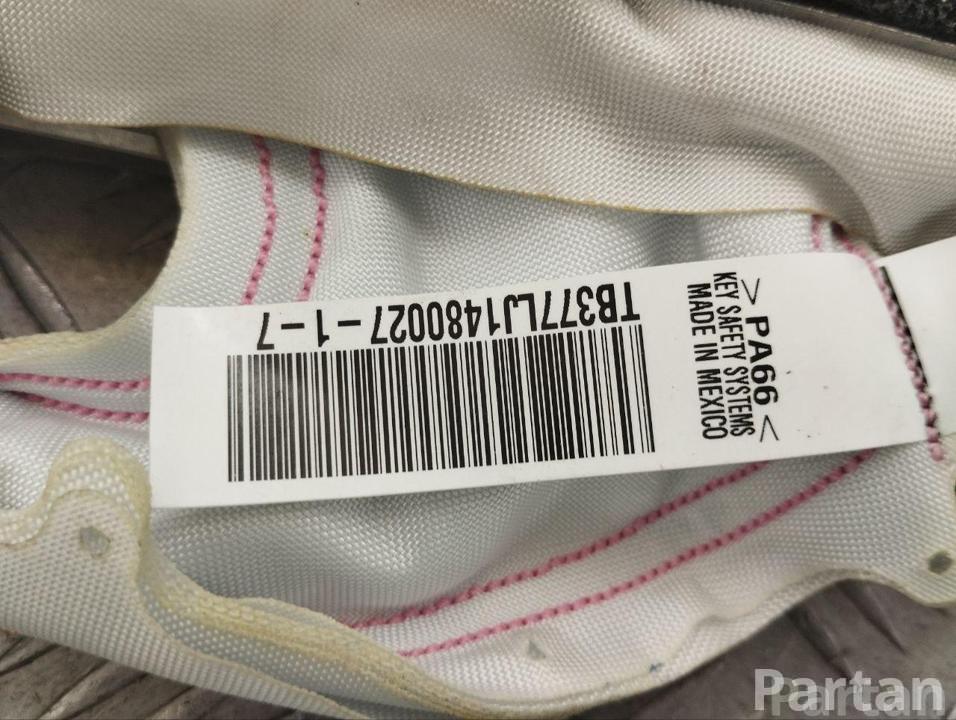 TB377LJ1480027-1-7
>PA66<
KEY SAFETY SYSTEMS
MADE IN MEXICO
Partan